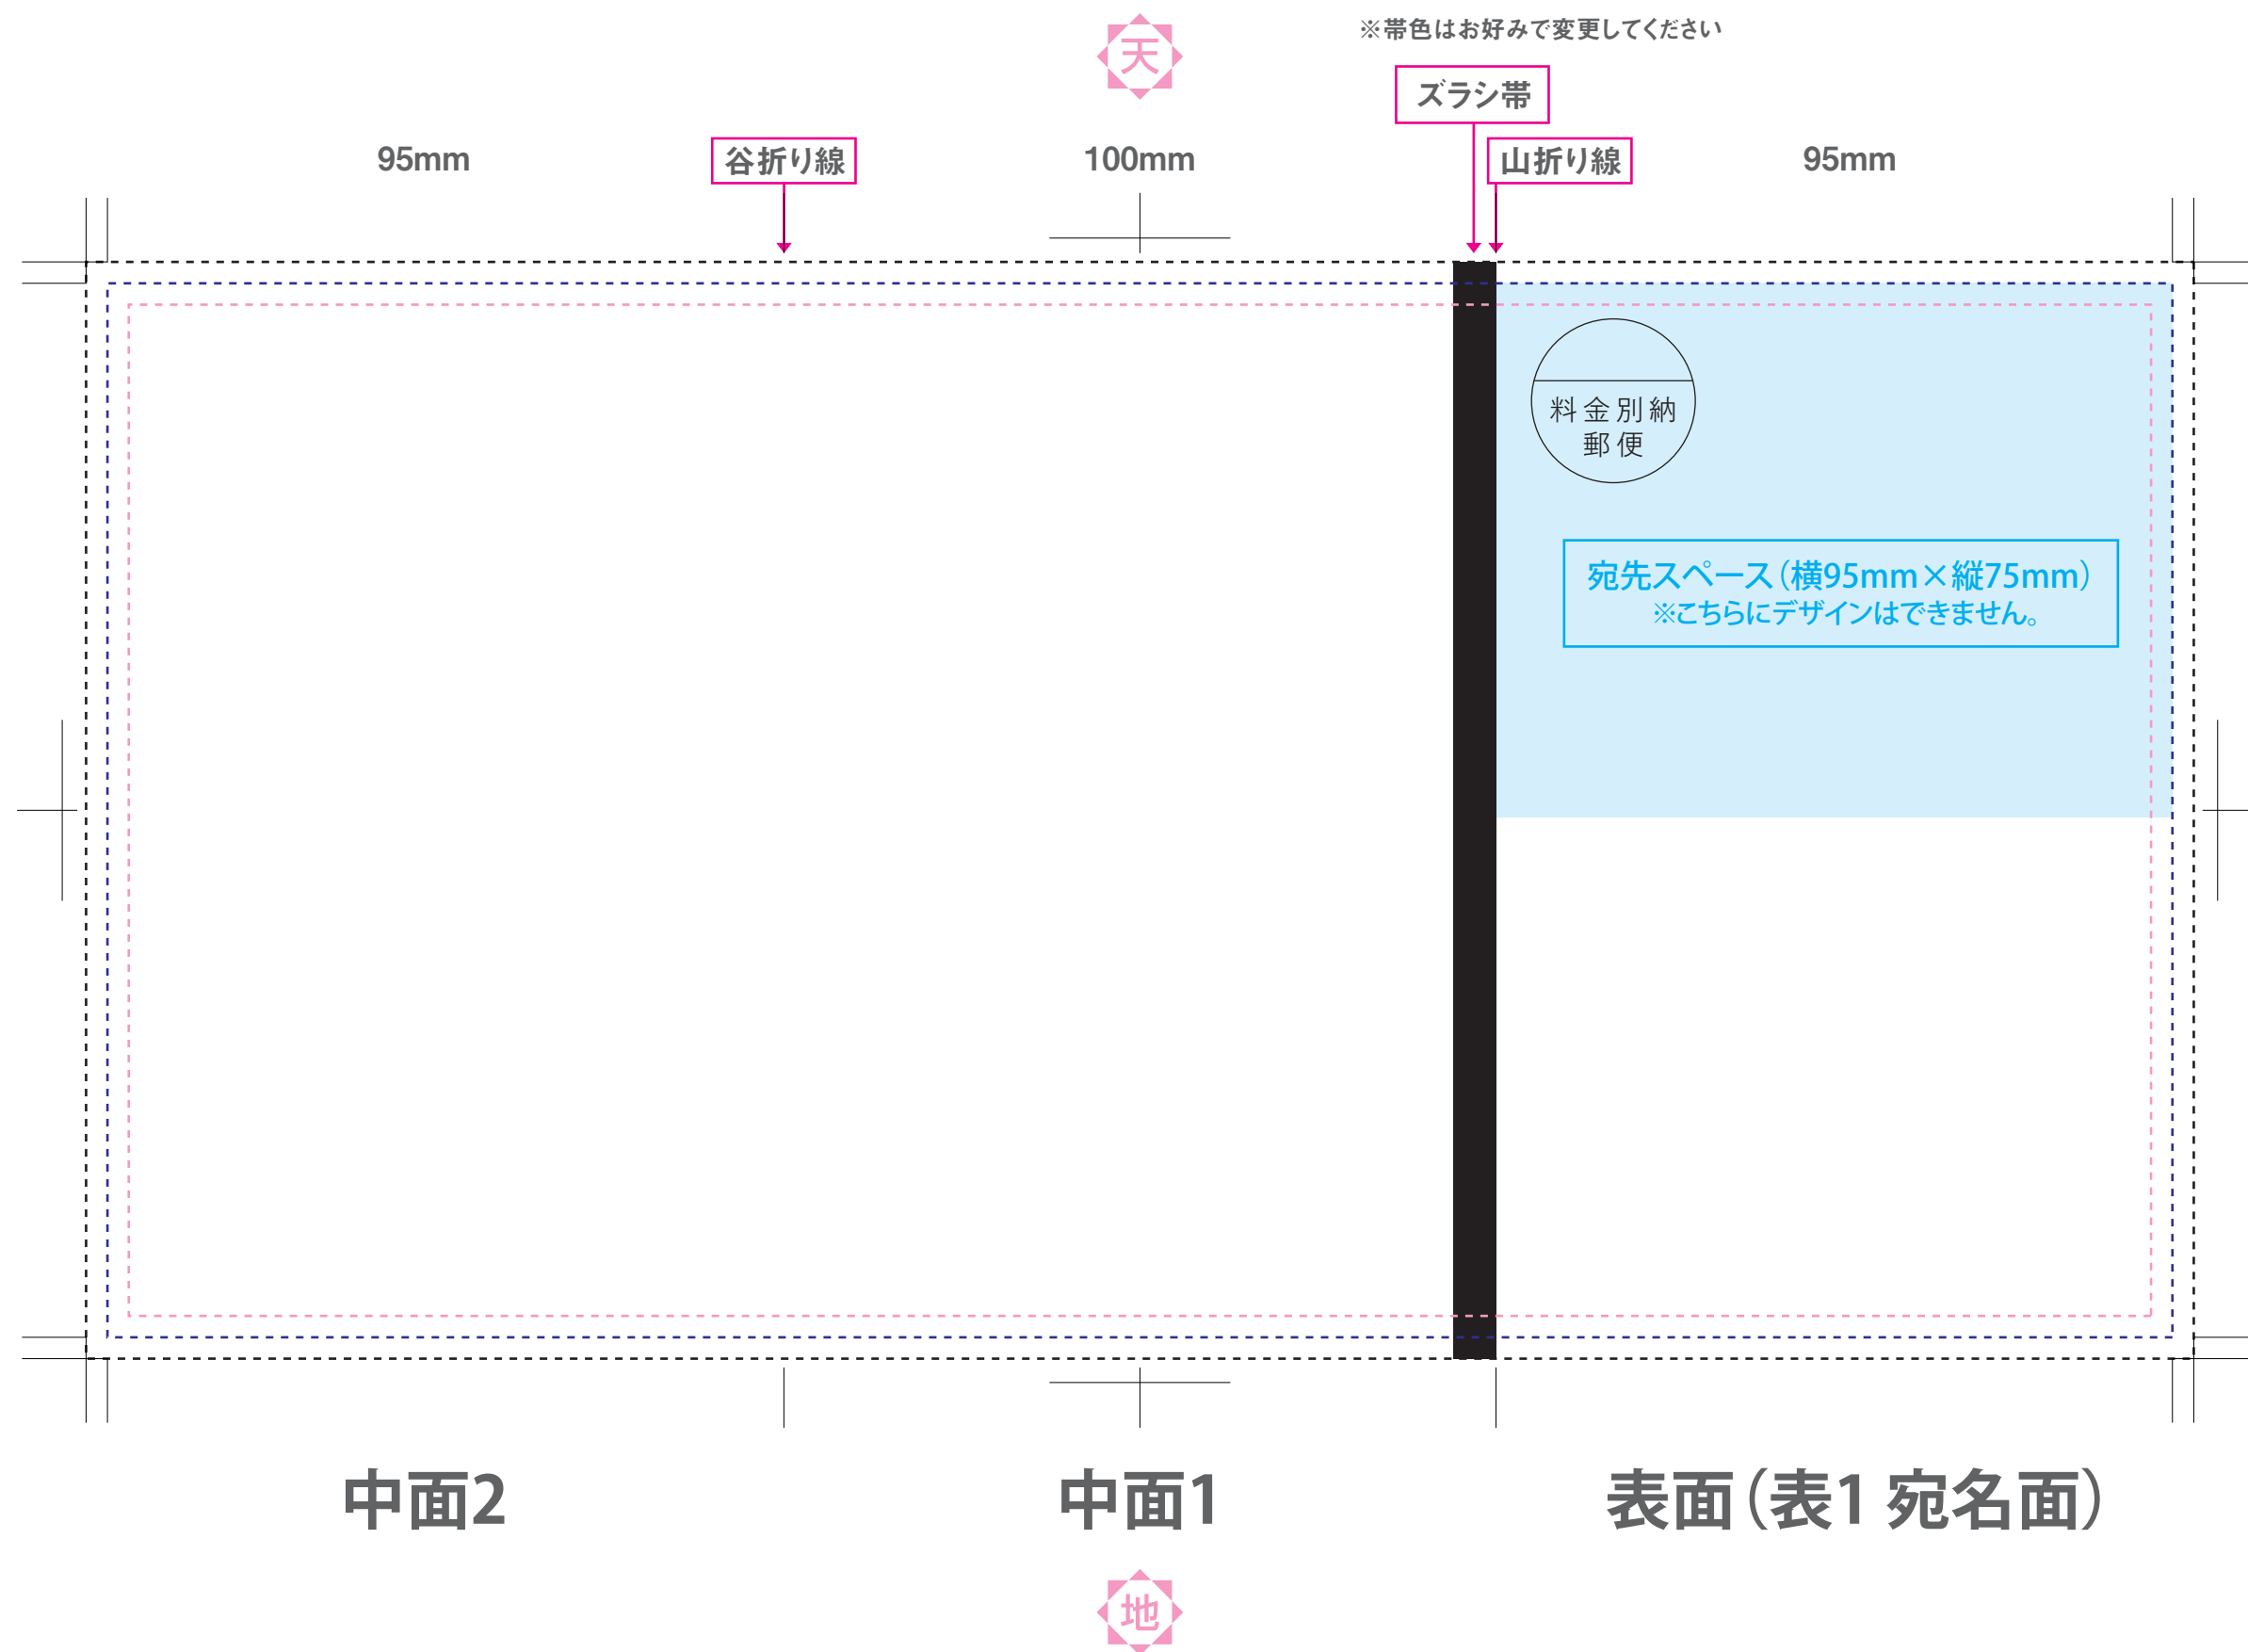 天
※帯色はお好みで変更してください
ズラシ帯
95mm
谷折り線
100mm
山折り線
95mm
料金別納
郵便
宛先スペース（横95mm×縦75mm）
※こちらにデザインはできません。
中面2
中面1
表面（表1 宛名面）
地